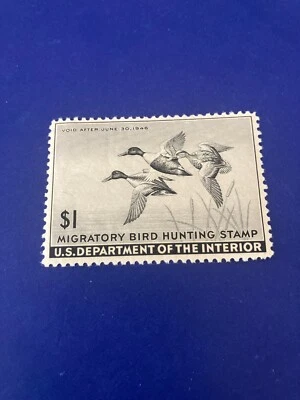 VOID AFTER JUNE 30, 1946
$1
MIGRATORY BIRD HUNTING STAMP
U.S. DEPARTMENT OF THE INTERIOR